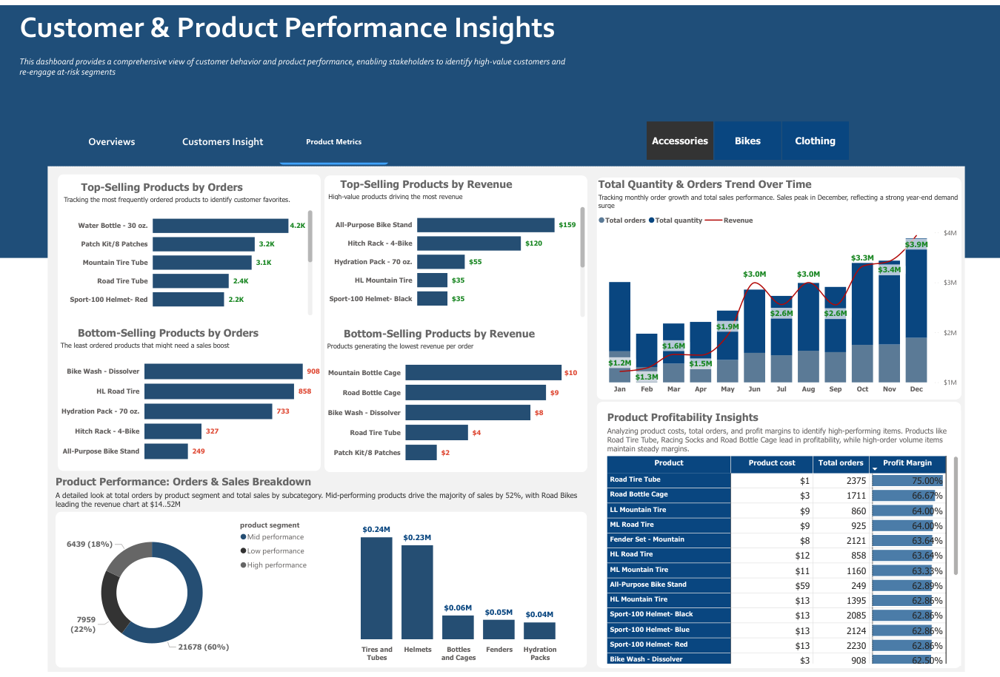 Customer & Product Performance Insights
This dashboard provides a comprehensive view of customer behavior and product performance, enabling stakeholders to identify high-value customers and
re-engage at-risk segments
Overviews
Customers Insight
Product Metrics
Accessories
Bikes
Clothing
Top-Selling Products by Orders
Tracking the most frequently ordered products to identify customer favorites.
Water Bottle - 30 oz. 4.2K
Patch Kit/8 Patches 3.2K
Mountain Tire Tube 3.1K
Road Tire Tube 2.4K
Sport-100 Helmet- Red 2.2K
Top-Selling Products by Revenue
High-value products driving the most revenue
All-Purpose Bike Stand $159
Hitch Rack - 4-Bike $120
Hydration Pack - 70 oz. $55
HL Mountain Tire $35
Sport-100 Helmet- Black $35
Bottom-Selling Products by Orders
The least ordered products that might need a sales boost
Bike Wash - Dissolver 908
HL Road Tire 858
Hydration Pack - 70 oz. 733
Hitch Rack - 4-Bike 327
All-Purpose Bike Stand 249
Bottom-Selling Products by Revenue
Products generating the lowest revenue per order
Mountain Bottle Cage $10
Road Bottle Cage $9
Bike Wash - Dissolver $8
Road Tire Tube $4
Patch Kit/8 Patches $2
Total Quantity & Orders Trend Over Time
Tracking monthly order growth and total sales performance. Sales peak in December, reflecting a strong year-end demand
surge
Total orders Total quantity Revenue
$4M
$3M
$2M
$1M
$1.2M
$1.3M
$1.6M
$1.5M
$1.9M
$3.0M
$2.6M
$3.0M
$2.6M
$3.3M
$3.4M
$3.9M
Jan Feb Mar Apr May Jun Jul Aug Sep Oct Nov Dec
Product Performance: Orders & Sales Breakdown
A detailed look at total orders by product segment and total sales by subcategory. Mid-performing products drive the majority of sales by 52%, with Road Bikes
leading the revenue chart at $14..52M
product segment
Mid performance
Low performance
High performance
6439 (18%)
7959
(22%)
21678 (60%)
$0.24M
$0.23M
$0.06M
$0.05M
$0.04M
Tires and
Tubes
Helmets
Bottles
and Cages
Fenders
Hydration
Packs
Product Profitability Insights
Analyzing product costs, total orders, and profit margins to identify high-performing items. Products like
Road Tire Tube, Racing Socks and Road Bottle Cage lead in profitability, while high-order volume items
maintain steady margins.
Product Product cost Total orders Profit Margin
Road Tire Tube $1 2375 75.00%
Road Bottle Cage $3 1711 66.67%
LL Mountain Tire $9 860 64.00%
ML Road Tire $9 925 64.00%
Fender Set - Mountain $8 2121 63.64%
HL Road Tire $12 858 63.64%
ML Mountain Tire $11 1160 63.33%
All-Purpose Bike Stand $59 249 62.89%
HL Mountain Tire $13 1395 62.86%
Sport-100 Helmet- Black $13 2085 62.86%
Sport-100 Helmet- Blue $13 2124 62.86%
Sport-100 Helmet- Red $13 2230 62.86%
Bike Wash - Dissolver $3 908 62.50%